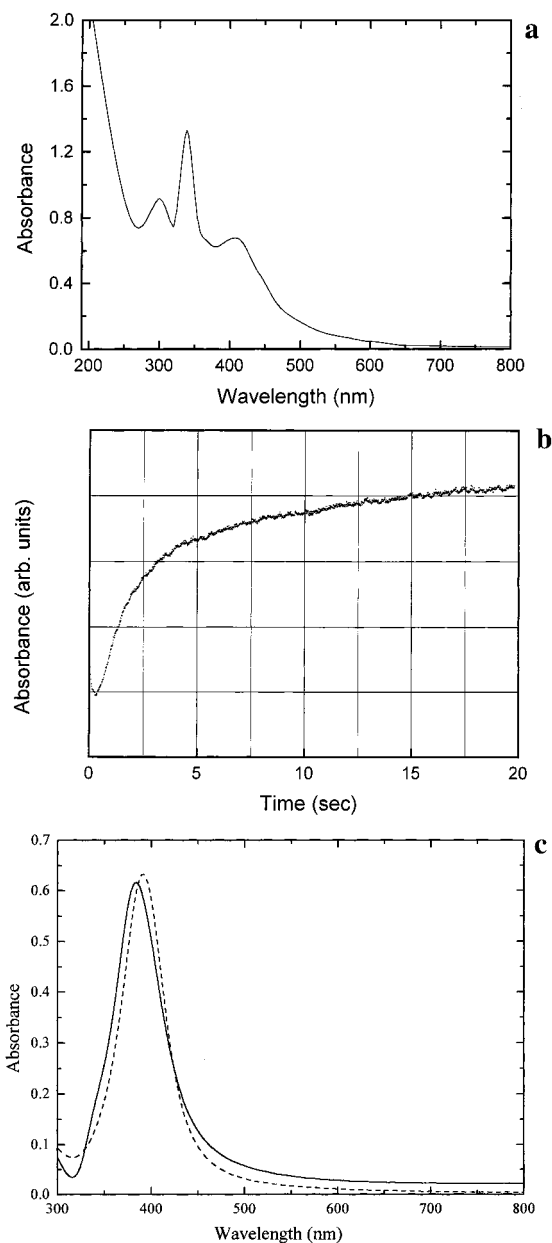 a
2.0
1.6
1.2
0.8
0.4
0.0
Absorbance
200 300 400 500 600 700 800
Wavelength (nm)
b
Absorbance (arb. units)
0 5 10 15 20
Time (sec)
c
0.7
0.6
0.5
0.4
0.3
0.2
0.1
0.0
Absorbance
300 400 500 600 700 800
Wavelength (nm)